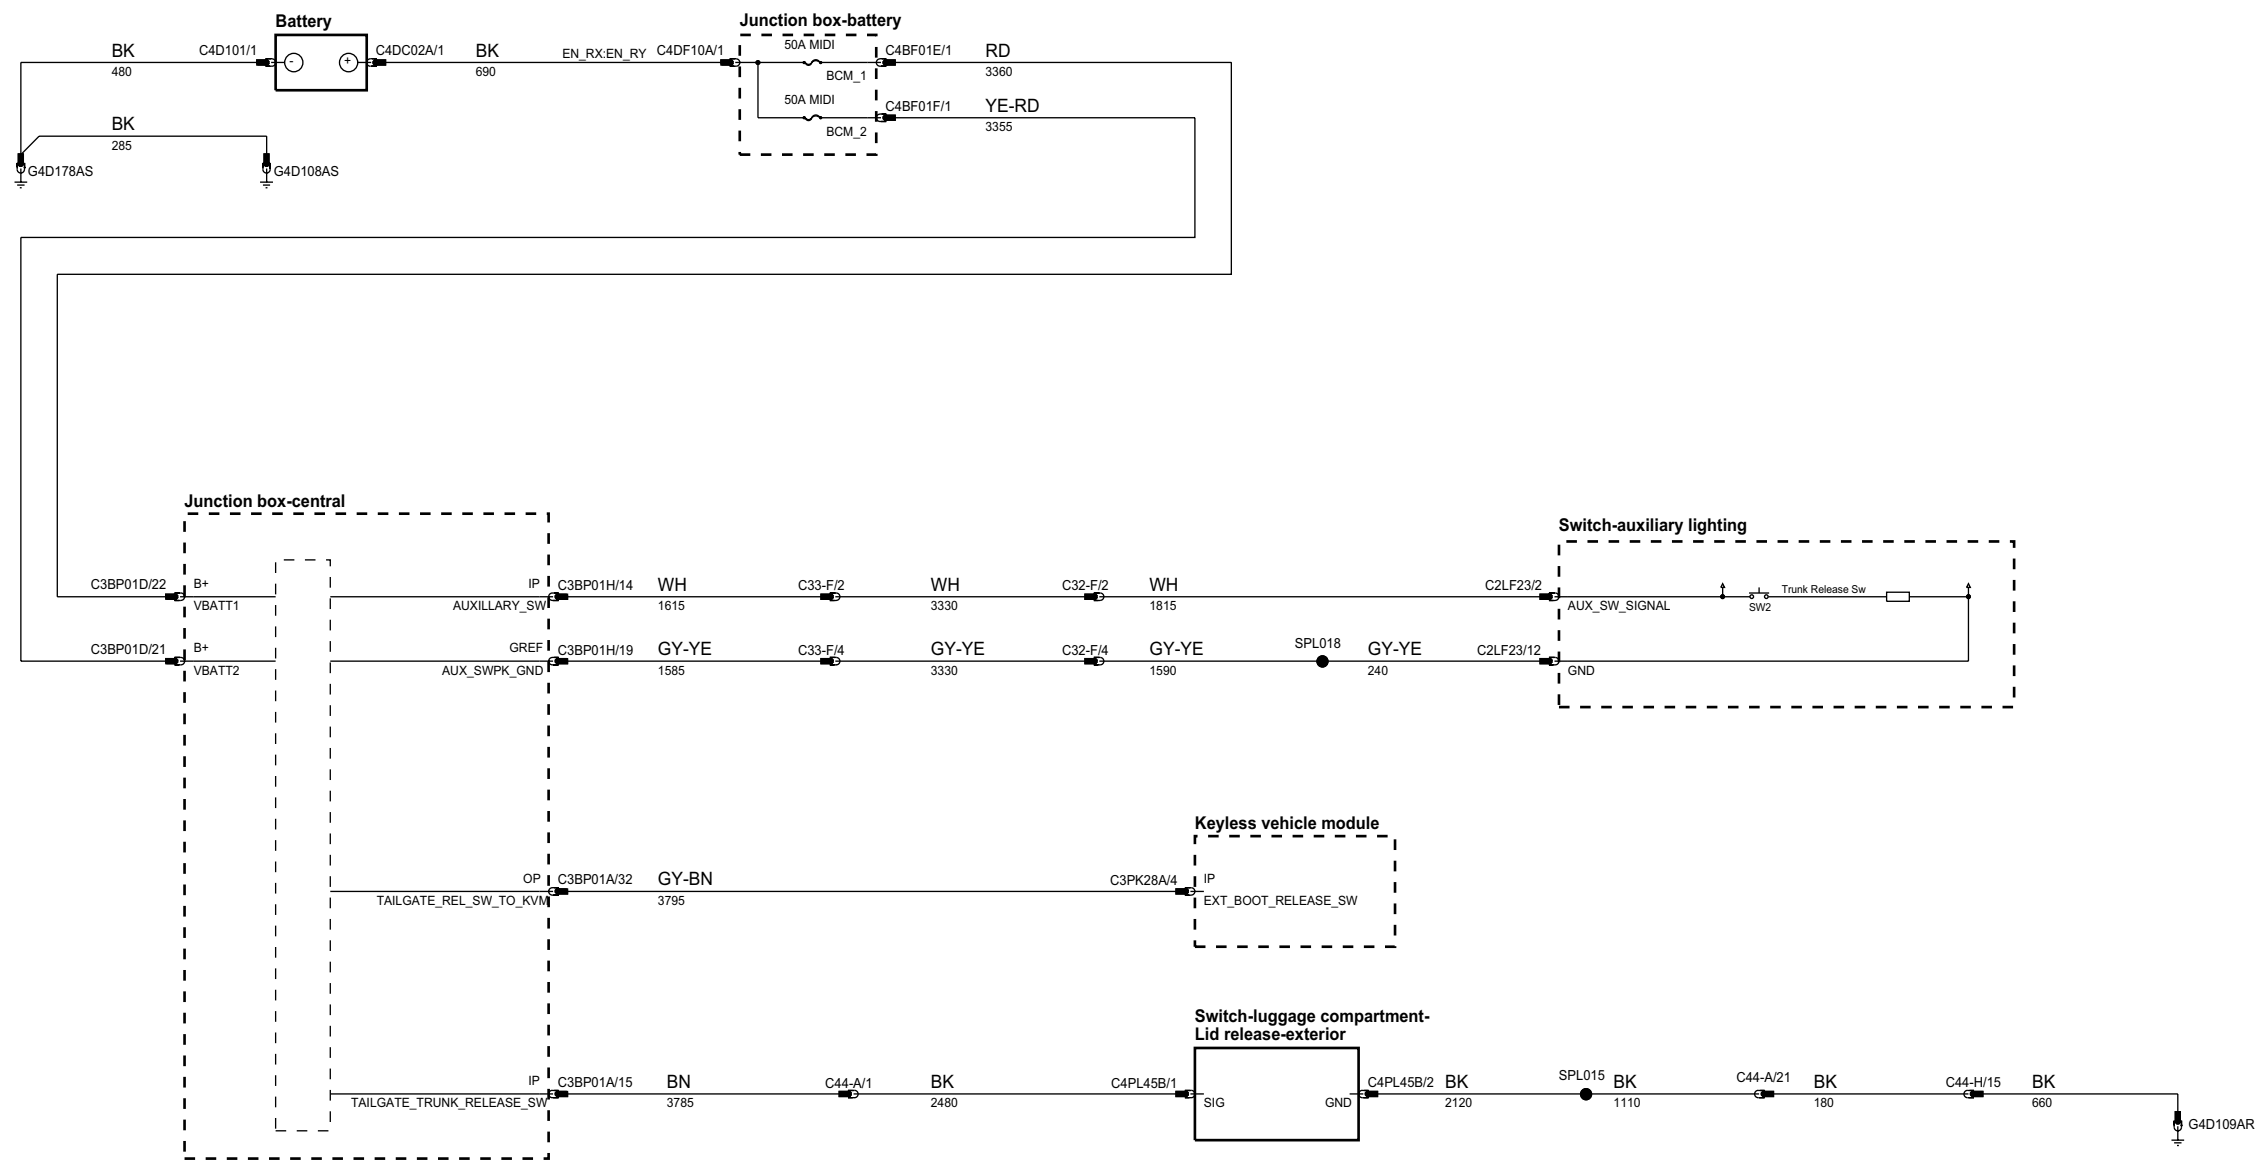 Battery
Junction box-battery
BK
480
C4D101/1
-
+
C4DC02A/1
BK
690
EN_RX:EN_RY
C4DF10A/1
50A MIDI
BCM_1
C4BF01E/1
RD
3360
50A MIDI
BCM_2
C4BF01F/1
YE-RD
3355
BK
285
G4D178AS
G4D108AS
Junction box-central
Switch-auxiliary lighting
C3BP01D/22
B+
VBATT1
IP
AUXILLARY_SW
C3BP01H/14
WH
1615
C33-F/2
WH
3330
C32-F/2
WH
1815
C2LF23/2
AUX_SW_SIGNAL
SW2
Trunk Release Sw
C3BP01D/21
B+
VBATT2
GREF
AUX_SWPK_GND
C3BP01H/19
GY-YE
1585
C33-F/4
GY-YE
3330
C32-F/4
GY-YE
1590
SPL018
GY-YE
240
C2LF23/12
GND
Keyless vehicle module
OP
TAILGATE_REL_SW_TO_KVM
C3BP01A/32
GY-BN
3795
C3PK28A/4
IP
EXT_BOOT_RELEASE_SW
Switch-luggage compartment-
Lid release-exterior
IP
TAILGATE_TRUNK_RELEASE_SW
C3BP01A/15
BN
3785
C44-A/1
BK
2480
C4PL45B/1
SIG
GND
C4PL45B/2
BK
2120
SPL015
BK
1110
C44-A/21
BK
180
C44-H/15
BK
660
G4D109AR